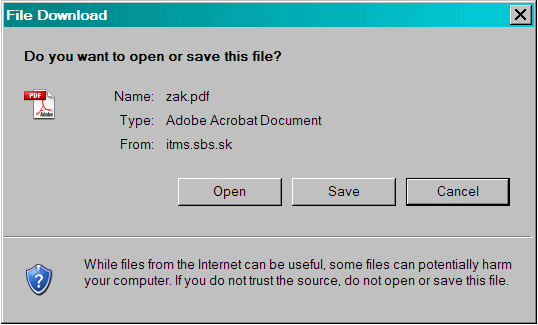 File Download
Do you want to open or save this file?
PDF
Adobe
Name: zak.pdf
Type: Adobe Acrobat Document
From: itms.sbs.sk
Open Save Cancel
?
While files from the Internet can be useful, some files can potentially harm
your computer. If you do not trust the source, do not open or save this file.